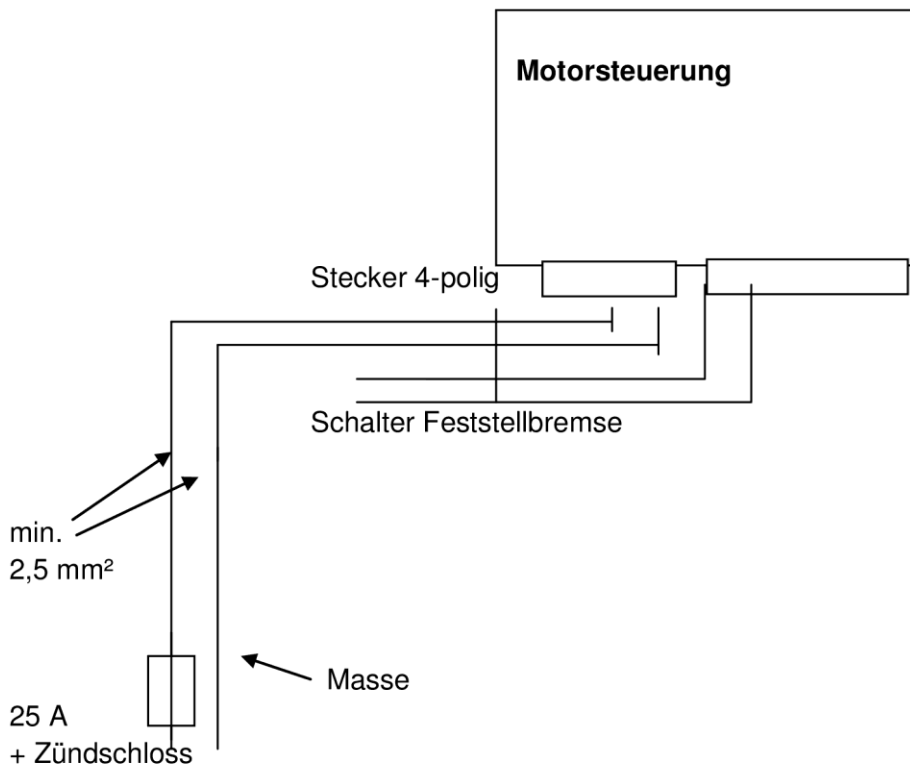 Motorsteuerung
Stecker 4-polig
Schalter Feststellbremse
min.
2,5 mm²
Masse
25 A
+ Zündschloss